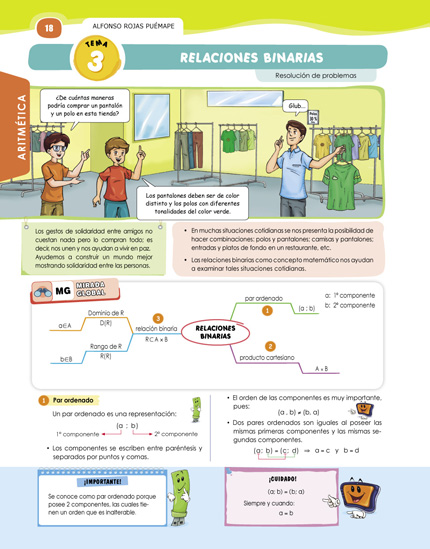 18
ALFONSO ROJAS PUÉMAPE
TEMA
3
RELACIONES BINARIAS
Resolución de problemas
ARITMÉTICA
¿De cuántas maneras
podría comprar un pantalón
y un polo en esta tienda?
Glub...
Los pantalones deben ser de color
distinto y los polos con diferentes
tonalidades del color verde.
Los gestos de solidaridad entre amigos no
cuestan nada pero lo compran todo; es
decir, nos unen y nos ayudan a vivir en paz.
Ayudemos a construir un mundo mejor
mostrando solidaridad entre las personas.
• En muchas situaciones cotidianas se nos presenta la posibilidad de
hacer combinaciones: polos y pantalones; camisas y pantalones;
entradas y platos de fondo en un restaurante, etc.
• Las relaciones binarias como concepto matemático nos ayudan
a examinar tales situaciones cotidianas.
MG
MIRADA
GLOBAL
Dominio de R
a∈A
D(R)
Rango de R
b∈B
R(R)
3
relación binaria
R⊂A × B
RELACIONES
BINARIAS
par ordenado
1
(a ; b)
a: 1ª componente
b: 2ª componente
2
producto cartesiano
A × B
1 Par ordenado
Un par ordenado es una representación:
(a ; b)
1ª componente
2ª componente
• Los componentes se escriben entre paréntesis y
separados por puntos y comas.
• El orden de las componentes es muy importante,
pues:
(a . b) ≠ (b, a)
• Dos pares ordenados son iguales al poseer las
mismas primeras componentes y las mismas se-
gundas componentes.
(a; b) = (c; d) ⇒ a = c y b = d
¡IMPORTANTE!
Se conoce como par ordenado porque
posee 2 componentes, las cuales tie-
nen un orden que es inalterable.
¡CUIDADO!
(a; b) = (b; a)
Siempre y cuando:
a = b